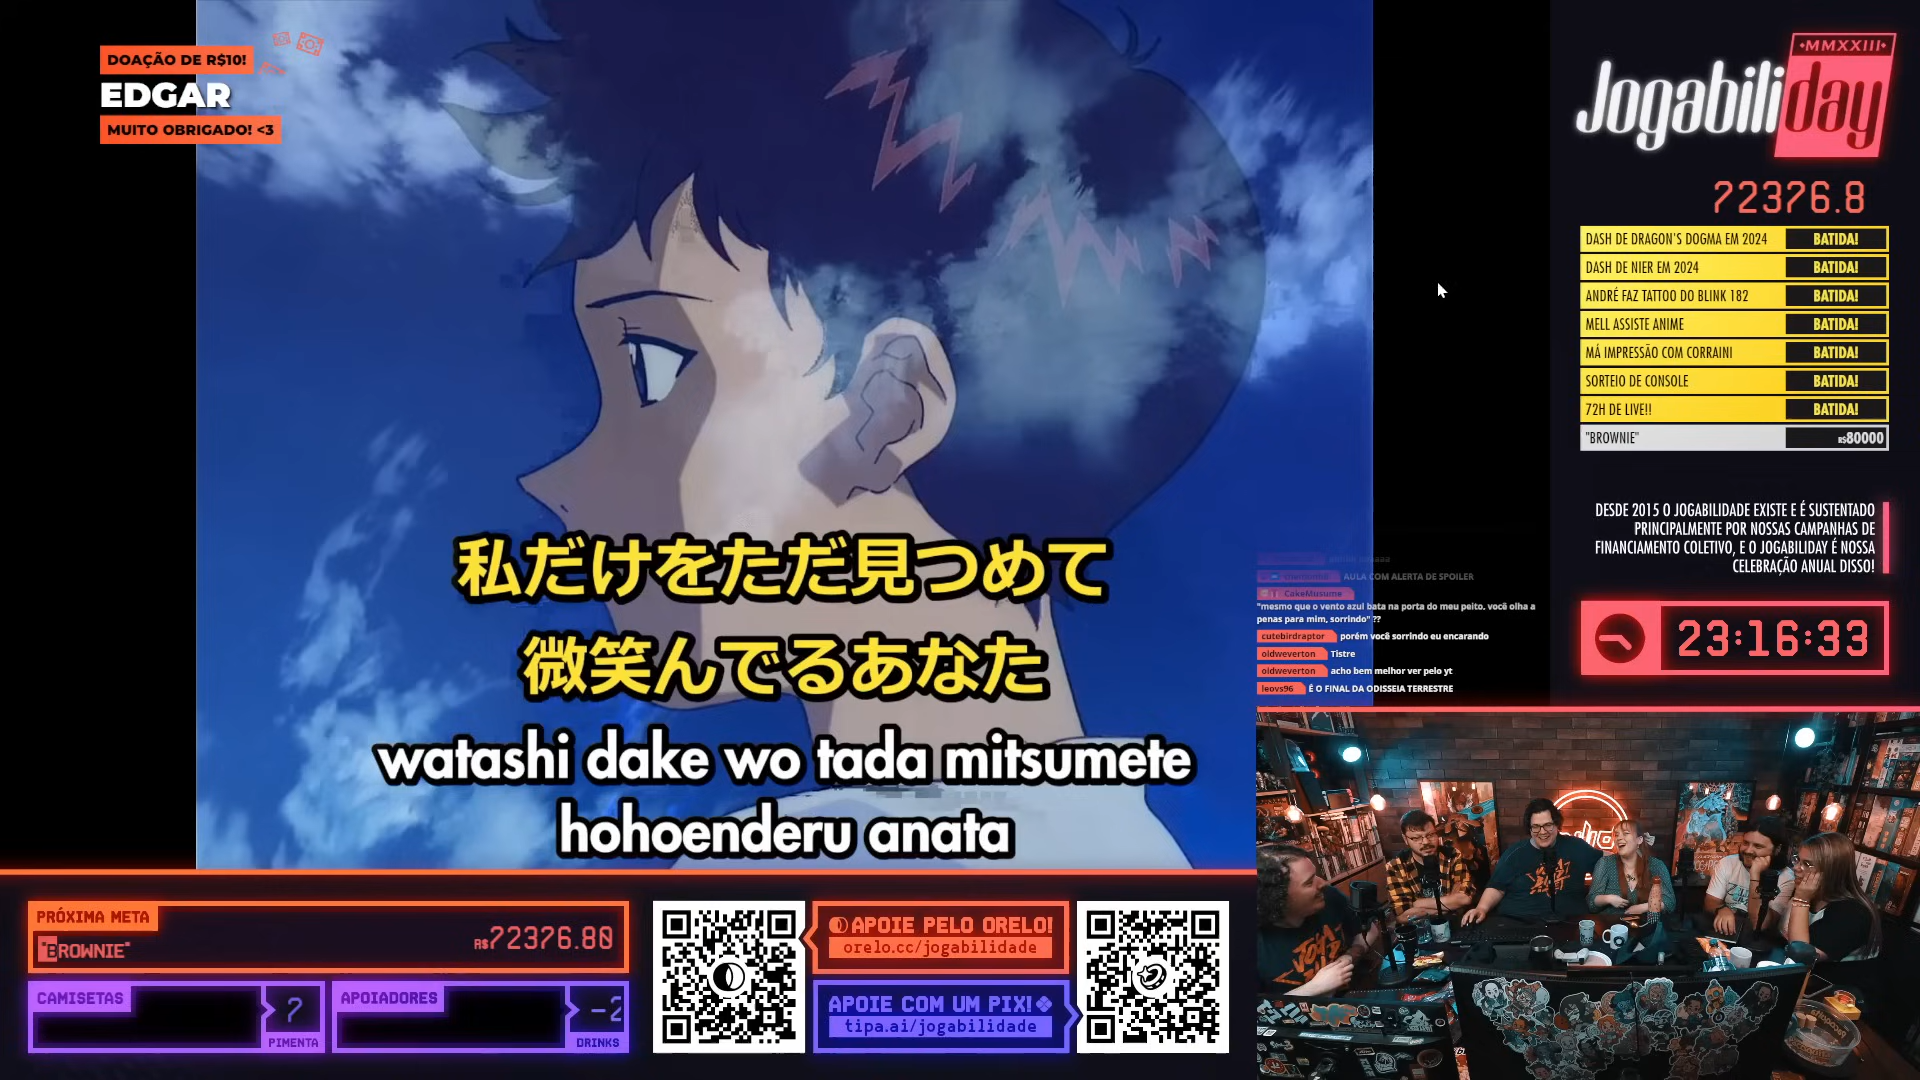 DOAÇÃO DE R$10!
EDGAR
MUITO OBRIGADO! <3
私だけをただ見つめて
微笑んでるあなた
watashi dake wo tada mitsumete
hohoenderu anata
AULA COM ALERTA DE SPOILER
CakeMusume
"mesmo que o vento azul bata na porta do meu peito, você olha a
penas para mim, sorrindo" ??
cutebirdraptor porém você sorrindo eu encarando
oldweverton Tlstre
oldweverton acho bem melhor ver pelo yt
leovs96 É O FINAL DA ODISSEIA TERRESTRE
•MMXXIII•
Jogabiliday
72376.8
DASH DE DRAGON'S DOGMA EM 2024 BATIDA!
DASH DE NIER EM 2024 BATIDA!
ANDRÉ FAZ TATTOO DO BLINK 182 BATIDA!
MELL ASSISTE ANIME BATIDA!
MÁ IMPRESSÃO COM CORRAINI BATIDA!
SORTEIO DE CONSOLE BATIDA!
72H DE LIVE!! BATIDA!
"BROWNIE" R$80000
DESDE 2015 O JOGABILIDADE EXISTE E É SUSTENTADO
PRINCIPALMENTE POR NOSSAS CAMPANHAS DE
FINANCIAMENTO COLETIVO, E O JOGABILIDAY É NOSSA
CELEBRAÇÃO ANUAL DISSO!
23:16:33
PRÓXIMA META
"BROWNIE" R$72376.80
CAMISETAS 7 PIMENTA
APOIADORES -2 DRINKS
APOIE PELO ORELO!
orelo.cc/jogabilidade
APOIE COM UM PIX!
tipa.ai/jogabilidade